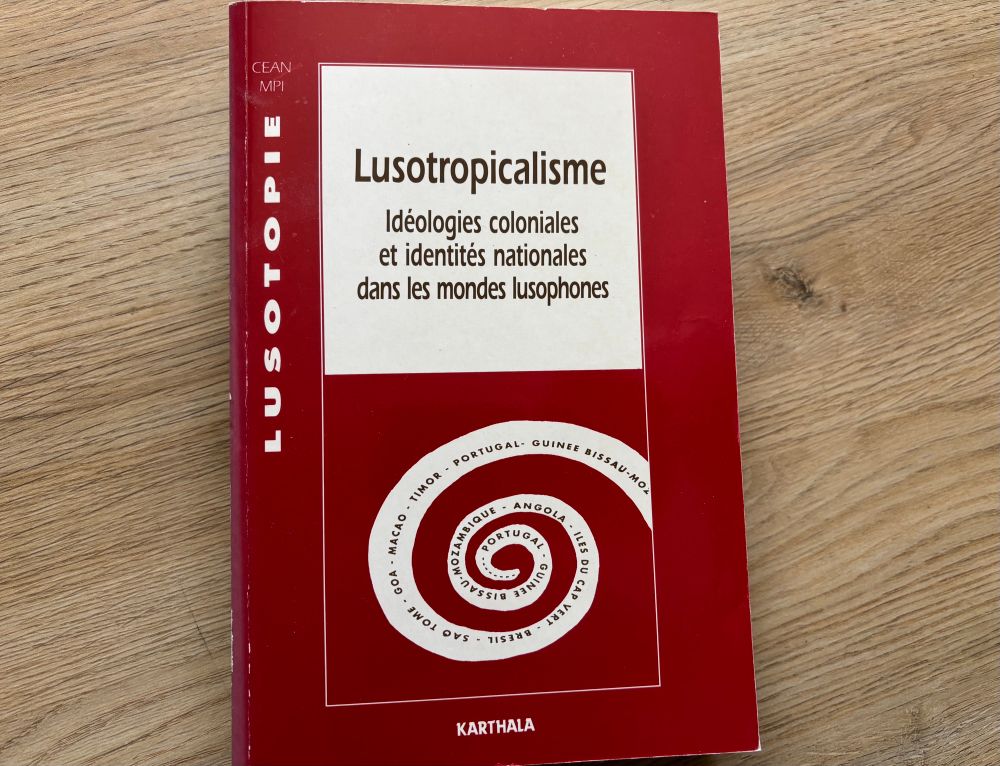 CEAN
MPI
LUSOTOPIE
Lusotropicalisme
Idéologies coloniales
et identités nationales
dans les mondes lusophones
PORTUGAL - GUINEE BISSAU-MOZAMBIQUE - ANGOLA - ILES DU CAP VERT - BRESIL - SAO TOME - GOA - MACAO - TIMOR - PORTUGAL- GUINEE BISSAU-MOZ
KARTHALA